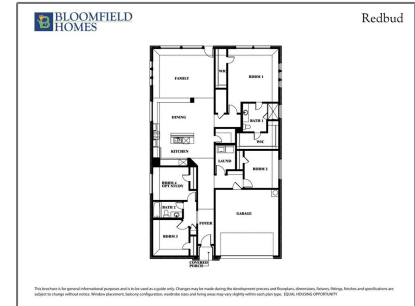 BLOOMFIELD
HOMES
Redbud
FAMILY
WH
BDRM 1
DINING
BATH 1
WIC
KITCHEN
LAUND
BDRM 2
BDRM 4
OPT STUDY
BATH 2
GARAGE
FOYER
BDRM 3
COVERED
PORCH
This brochure is for general informational purposes and is to be used as a guide only. Changes may be made during the development process and floorplans, dimensions, fixtures, fittings, finishes and specifications are
subject to change without notice. Window placement, balcony configuration, wardrobe sizes and living areas may vary slightly within each plan type. EQUAL HOUSING OPPORTUNITY